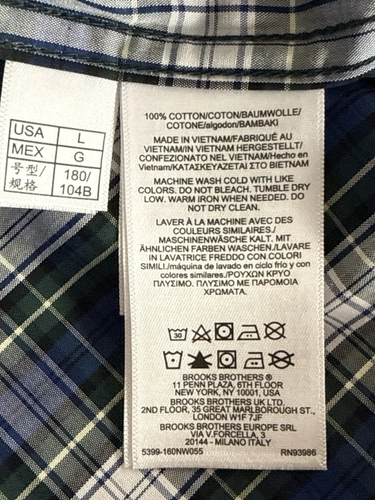 USA L
MEX G
号型/规格 180/104B
100% COTTON/COTON/BAUMWOLLE/
COTONE/algodon/ΒΑΜΒΑΚΙ
MADE IN VIETNAM/FABRIQUÉ AU
VIETNAM/IN VIETNAM HERGESTELLT/
CONFEZIONATO NEL VIETNAM/Hecho en
Vietnam/ΚΑΤΑΣΚΕΥΑΖΕΤΑΙ ΣΤΟ ΒΙΕΤΝΑΜ
MACHINE WASH COLD WITH LIKE
COLORS. DO NOT BLEACH. TUMBLE DRY
LOW. WARM IRON WHEN NEEDED. DO
NOT DRY CLEAN.
LAVER À LA MACHINE AVEC DES
COULEURS SIMILAIRES./
MASCHINENWÄSCHE KALT. MIT
ÄHNLICHEN FARBEN WASCHEN/LAVARE
IN LAVATRICE FREDDO CON COLORI
SIMILI./máquina de lavado en ciclo frío y con
colores similares./ΡΟΥΧΩΝ ΚΡΥΟ
ΠΛΥΣΙΜΟ. ΠΛΥΣΙΜΟ ΜΕ ΠΑΡΟΜΟΙΑ
ΧΡΩΜΑΤΑ.
30
BROOKS BROTHERS ®
11 PENN PLAZA, 6TH FLOOR
NEW YORK, NY 10001, USA
BROOKS BROTHERS UK LTD.
2ND FLOOR, 35 GREAT MARLBOROUGH ST.,
LONDON W1F 7JF
BROOKS BROTHERS EUROPE SRL
VIA V.FORCELLA, 3
20144 - MILANO ITALY
5399-160NW055 RN93986